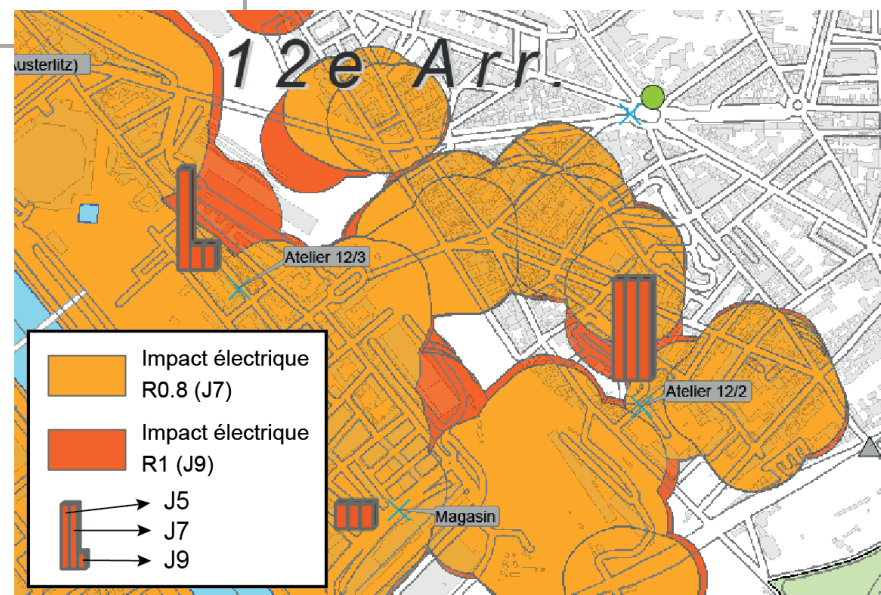 12e Arr.
Austerlitz)
Atelier 12/3
Atelier 12/2
Magasin
Impact électrique
R0.8 (J7)
Impact électrique
R1 (J9)
J5
J7
J9